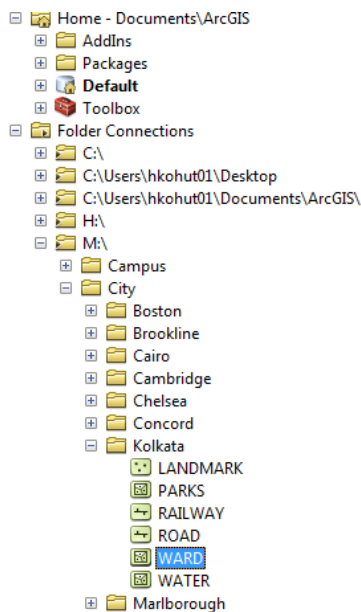 Home - Documents\ArcGIS
AddIns
Packages
Default
Toolbox
Folder Connections
C:\
C:\Users\hkohut01\Desktop
C:\Users\hkohut01\Documents\ArcGIS\
H:\
M:\
Campus
City
Boston
Brookline
Cairo
Cambridge
Chelsea
Concord
Kolkata
LANDMARK
PARKS
RAILWAY
ROAD
WARD
WATER
Marlborough